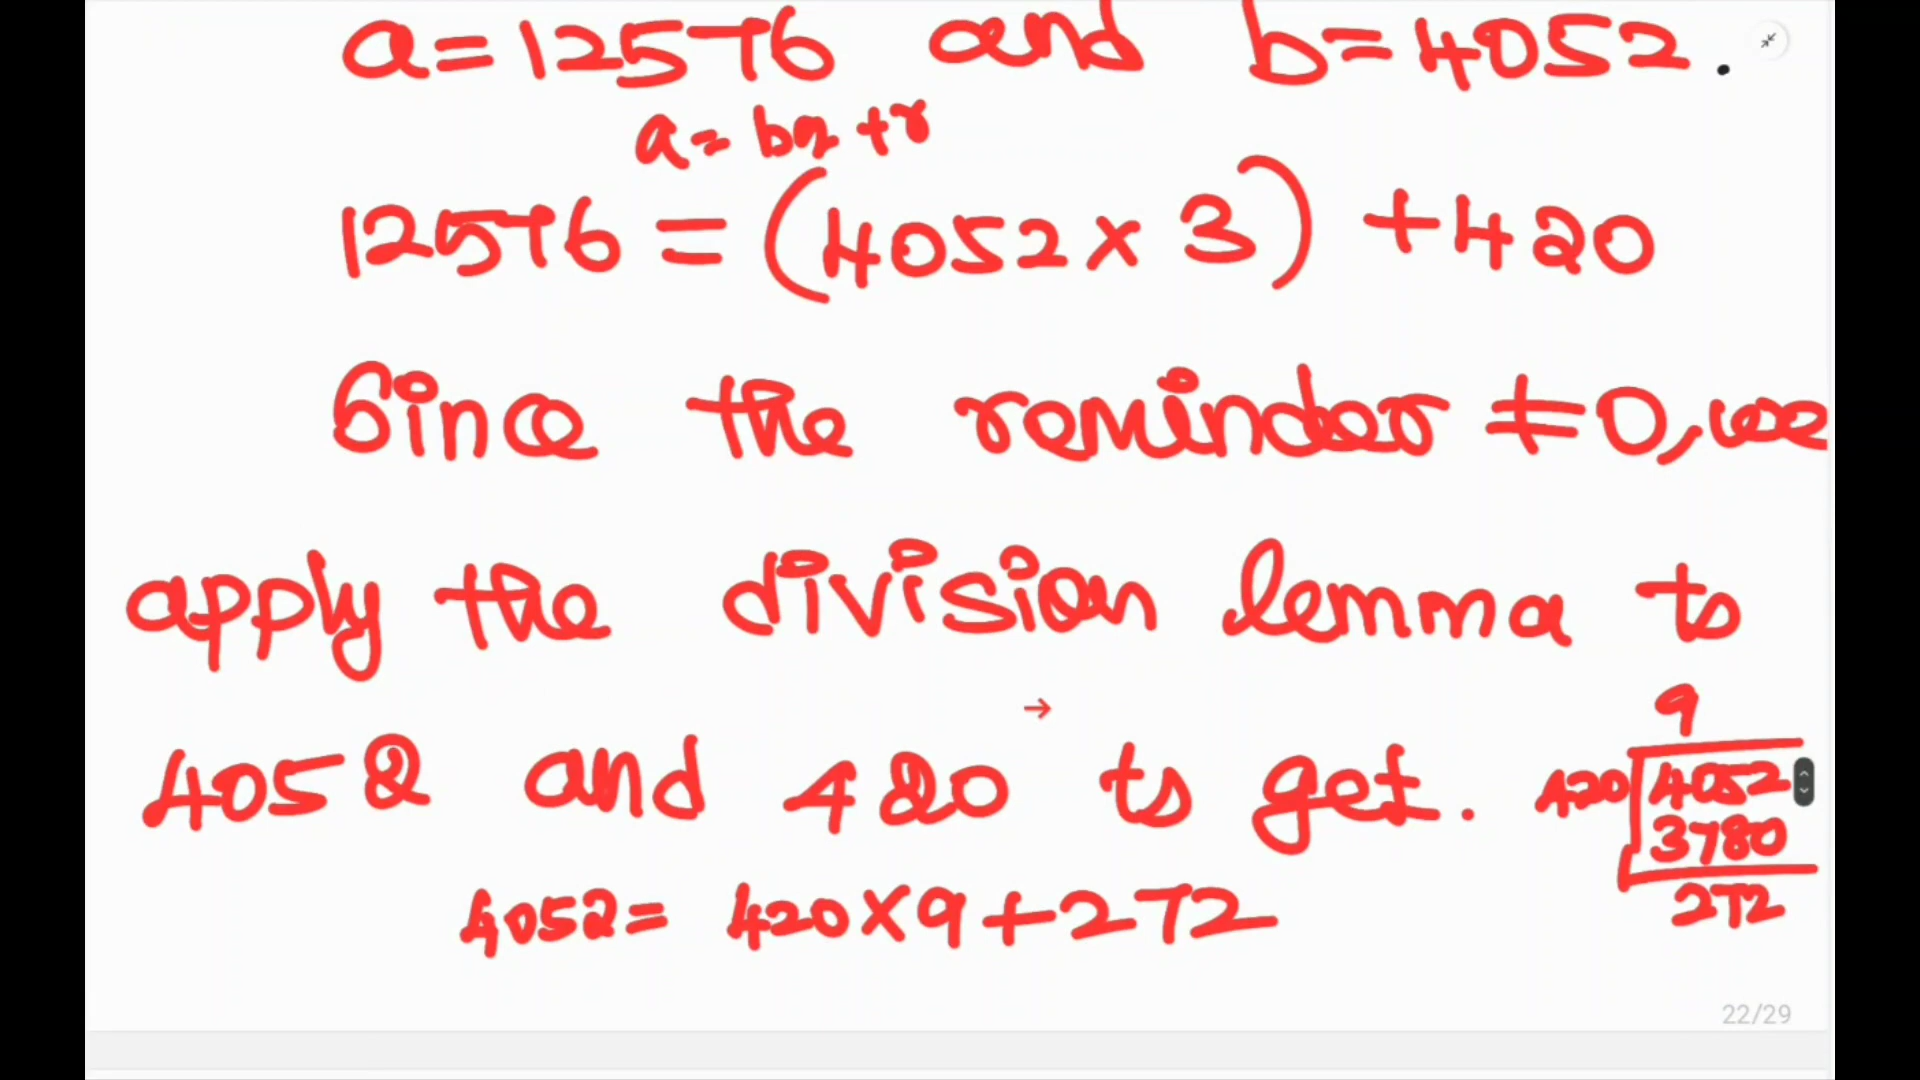 a=12576 and b=4052.
a= bq +r
12576 = (4052 x 3) +420
Since the reminder ≠0, we
apply the division lemma to
4052 and 420 to get.
9
420 4052
3780
272
4052= 420 x 9+272
22/29